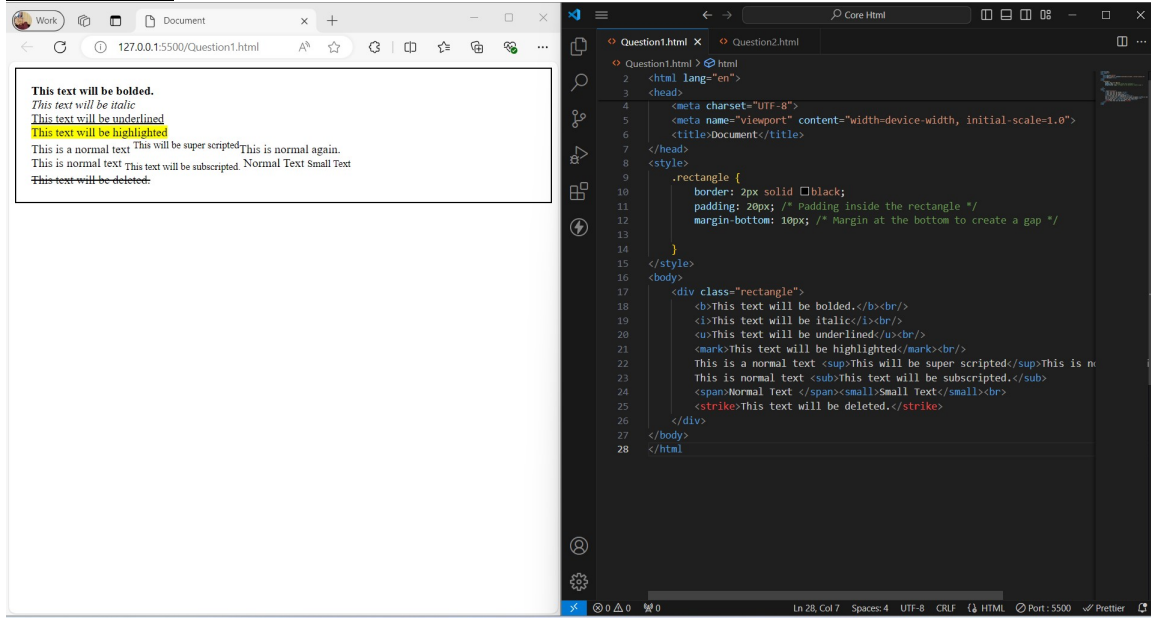 Work
Document
127.0.0.1:5500/Question1.html
This text will be bolded.
This text will be italic
This text will be underlined
This text will be highlighted
This is a normal text This will be super scriptedThis is normal again.
This is normal text This text will be subscripted. Normal Text Small Text
This text will be deleted.
Core Html
Question1.html
Question2.html
Question1.html > html
2 <html lang="en">
3 <head>
4 <meta charset="UTF-8">
5 <meta name="viewport" content="width=device-width, initial-scale=1.0">
6 <title>Document</title>
7 </head>
8 <style>
9 .rectangle {
10 border: 2px solid black;
11 padding: 20px; /* Padding inside the rectangle */
12 margin-bottom: 10px; /* Margin at the bottom to create a gap */
13
14 }
15 </style>
16 <body>
17 <div class="rectangle">
18 <b>This text will be bolded.</b><br/>
19 <i>This text will be italic</i><br/>
20 <u>This text will be underlined</u><br/>
21 <mark>This text will be highlighted</mark><br/>
22 This is a normal text <sup>This will be super scripted</sup>This is
23 This is normal text <sub>This text will be subscripted.</sub>
24 <span>Normal Text </span><small>Small Text</small><br>
25 <strike>This text will be deleted.</strike>
26 </div>
27 </body>
28 </html
0 0 0 Ln 28, Col 7 Spaces: 4 UTF-8 CRLF HTML Port : 5500 Prettier